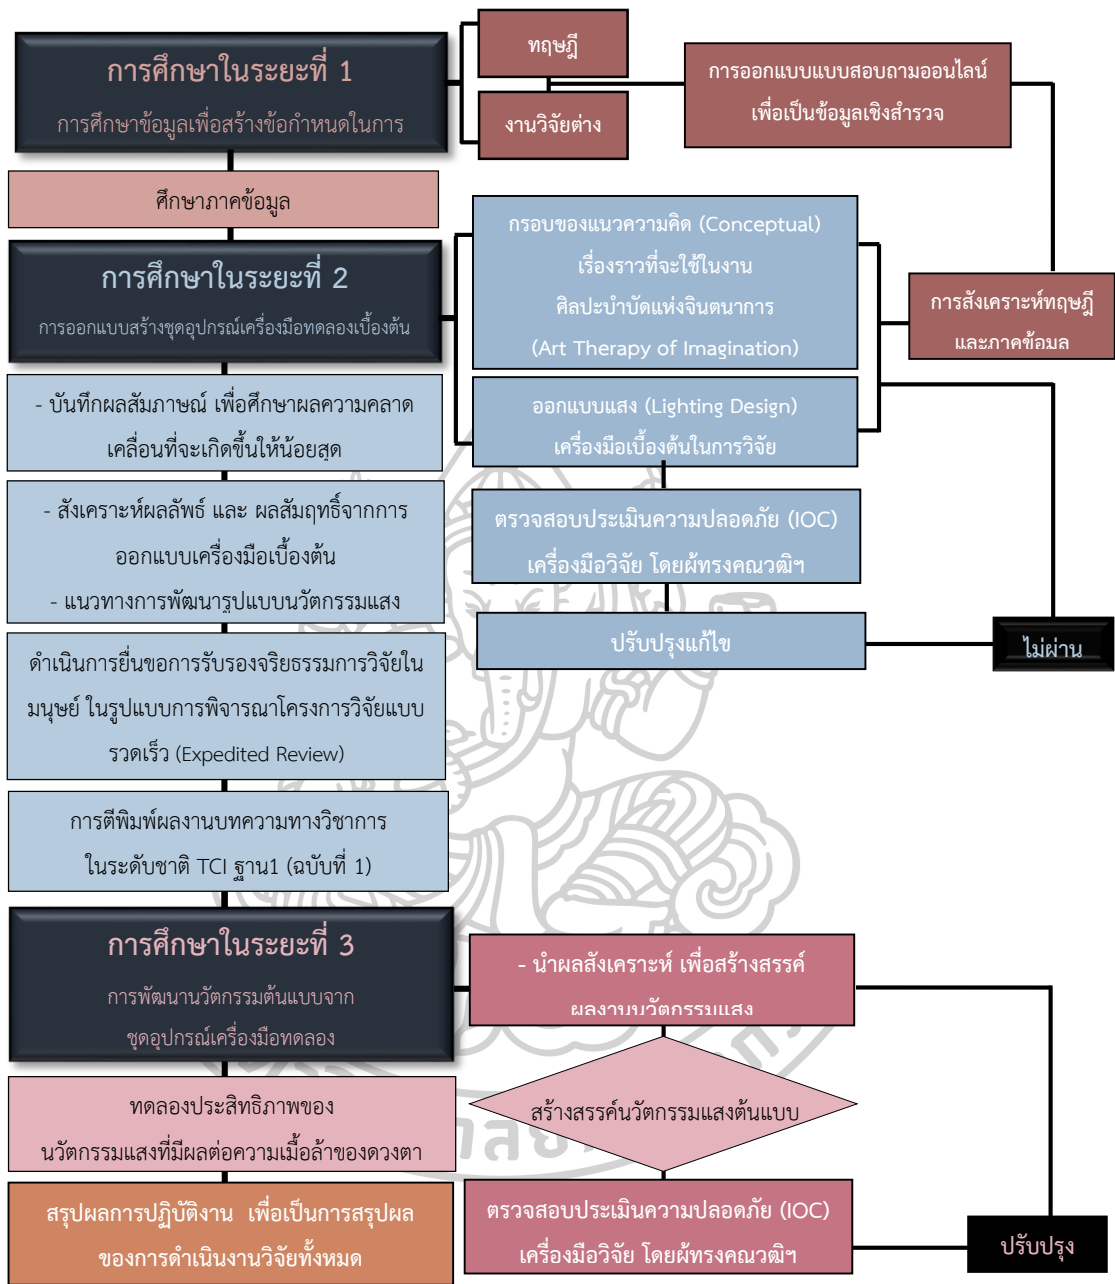 การศึกษาในระยะที่ 1
การศึกษาข้อมูลเพื่อสร้างข้อกำหนดในการ
ทฤษฎี
งานวิจัยต่าง
การออกแบบแบบสอบถามออนไลน์
เพื่อเป็นข้อมูลเชิงสำรวจ
ศึกษาภาคข้อมูล
การศึกษาในระยะที่ 2
การออกแบบสร้างชุดอุปกรณ์เครื่องมือทดลองเบื้องต้น
กรอบของแนวความคิด (Conceptual)
เรื่องราวที่จะใช้ในงาน
ศิลปะบำบัดแห่งจินตนาการ
(Art Therapy of Imagination)
การสังเคราะห์ทฤษฎี
และภาคข้อมูล
ออกแบบแสง (Lighting Design)
เครื่องมือเบื้องต้นในการวิจัย
- บันทึกผลสัมภาษณ์ เพื่อศึกษาผลความคลาด
เคลื่อนที่จะเกิดขึ้นให้น้อยสุด
- สังเคราะห์ผลลัพธ์ และ ผลสัมฤทธิ์จากการ
ออกแบบเครื่องมือเบื้องต้น
- แนวทางการพัฒนารูปแบบนวัตกรรมแสง
ตรวจสอบประเมินความปลอดภัย (IOC)
เครื่องมือวิจัย โดยผู้ทรงคุณวุฒิฯ
ปรับปรุงแก้ไข
ไม่ผ่าน
ดำเนินการยื่นขอการรับรองจริยธรรมการวิจัยใน
มนุษย์ ในรูปแบบการพิจารณาโครงการวิจัยแบบ
รวดเร็ว (Expedited Review)
การตีพิมพ์ผลงานบทความทางวิชาการ
ในระดับชาติ TCI ฐาน1 (ฉบับที่ 1)
การศึกษาในระยะที่ 3
การพัฒนานวัตกรรมต้นแบบจาก
ชุดอุปกรณ์เครื่องมือทดลอง
- นำผลสังเคราะห์ เพื่อสร้างสรรค์
ผลงานนวัตกรรมแสง
สร้างสรรค์นวัตกรรมแสงต้นแบบ
ทดลองประสิทธิภาพของ
นวัตกรรมแสงที่มีผลต่อความเมื้อล้าของดวงตา
สรุปผลการปฏิบัติงาน เพื่อเป็นการสรุปผล
ของการดำเนินงานวิจัยทั้งหมด
ตรวจสอบประเมินความปลอดภัย (IOC)
เครื่องมือวิจัย โดยผู้ทรงคุณวุฒิฯ
ปรับปรุง